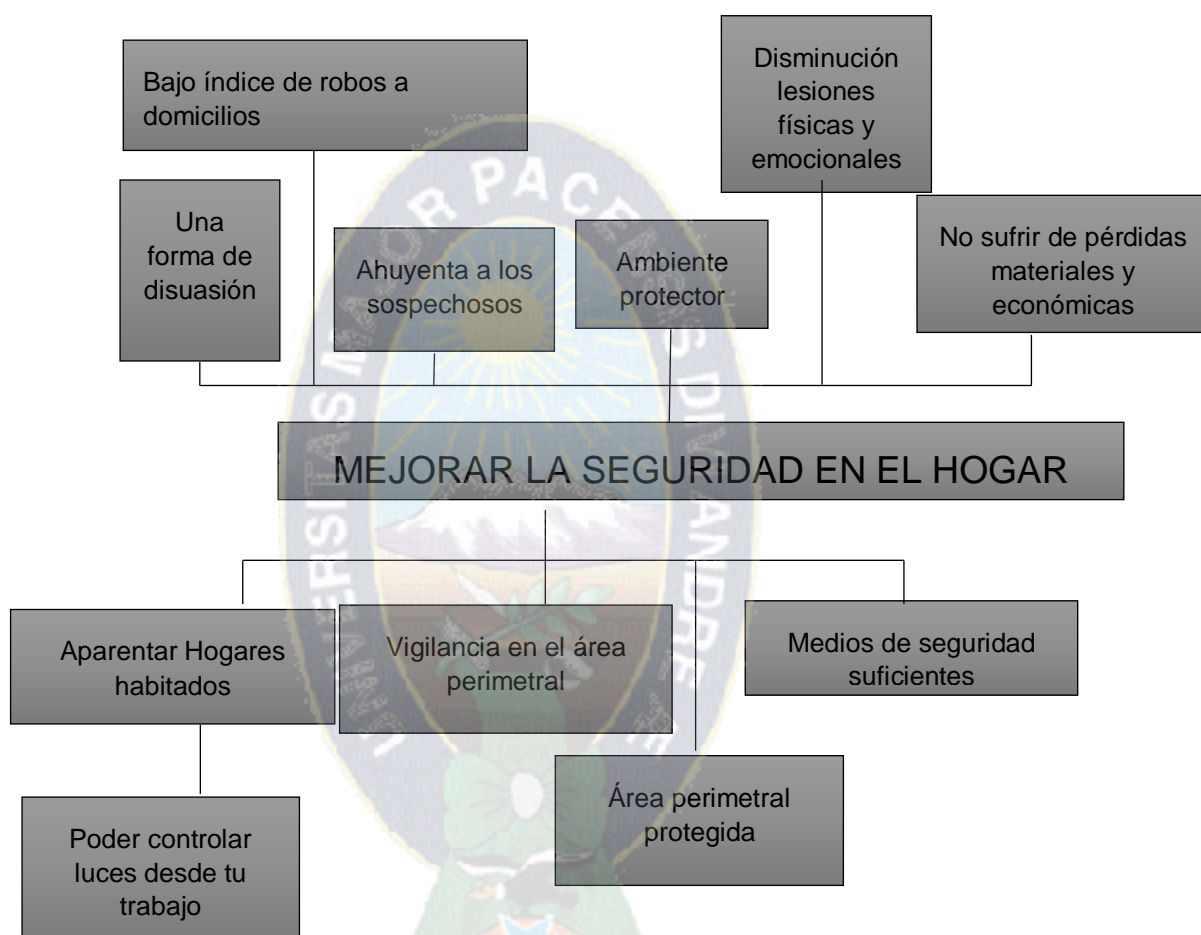 Bajo índice de robos a
domicilios
Disminución
lesiones
físicas y
emocionales
Una
forma de
disuasión
Ahuyenta a los
sospechosos
Ambiente
protector
No sufrir de pérdidas
materiales y
económicas
MEJORAR LA SEGURIDAD EN EL HOGAR
Aparentar Hogares
habitados
Vigilancia en el área
perimetral
Medios de seguridad
suficientes
Poder controlar
luces desde tu
trabajo
Área perimetral
protegida